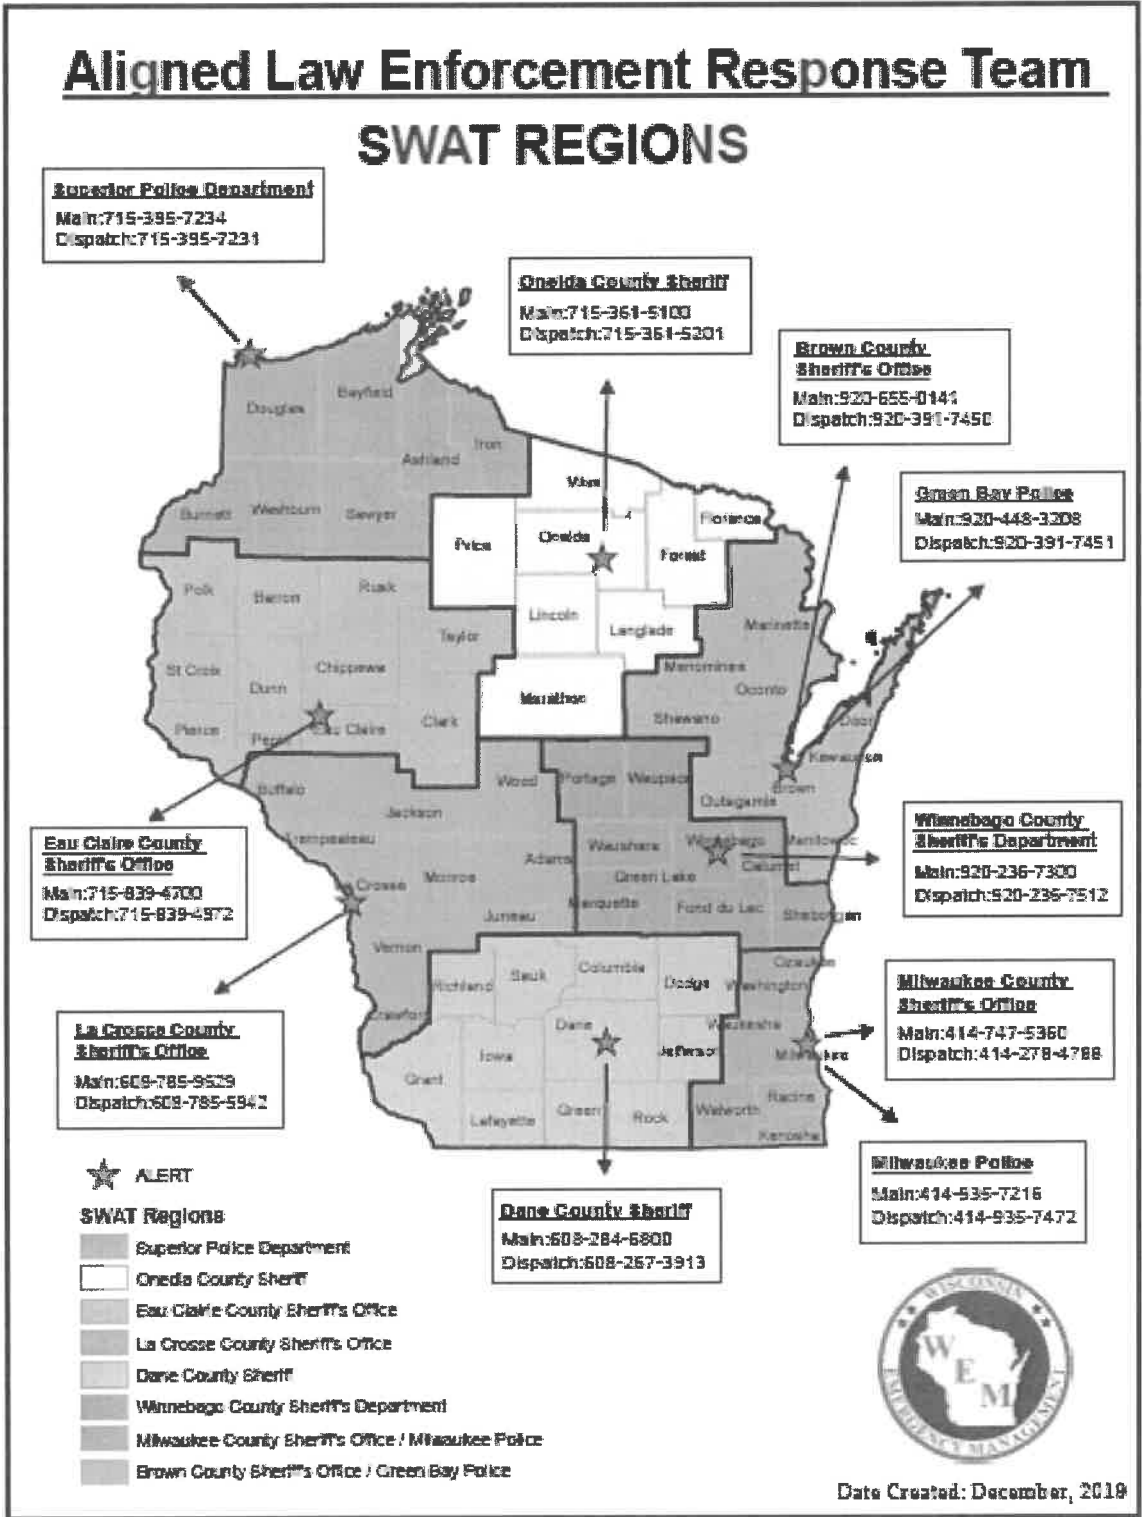 Aligned Law Enforcement Response Team
SWAT REGIONS
Superior Police Department
Main:715-395-7234
Dispatch:715-395-7231
Oneida County Sheriff
Main:715-361-5100
Dispatch:715-361-5201
Brown County
Sheriff's Office
Main:920-655-0141
Dispatch:920-391-7450
Green Bay Police
Main:920-448-3208
Dispatch:920-391-7451
Douglas
Bayfield
Iron
Ashland
Burnett
Washburn
Sawyer
Vilas
Florence
Price
Oneida
Forest
Polk
Barron
Rusk
Lincoln
Langlade
Taylor
Marinette
St Croix
Dunn
Chippewa
Menominee
Oconto
Marathon
Pierce
Eau Claire
Clark
Shawano
Door
Kewaunee
Buffalo
Wood
Portage
Waupaca
Brown
Outagamie
Jackson
Trempealeau
Waushara
Winnebago
Manitowoc
Calumet
Adams
Monroe
Green Lake
Crosse
Juneau
Marquette
Fond du Lac
Sheboygan
Vernon
Richland
Sauk
Columbia
Dodge
Ozaukee
Washington
Crawford
Dane
Waukesha
Iowa
Jefferson
Milwaukee
Grant
Racine
Lafayette
Green
Rock
Walworth
Kenosha
Eau Claire County
Sheriff's Office
Main:715-839-4700
Dispatch:715-839-4972
Winnebago County
Sheriff's Department
Main:920-236-7300
Dispatch:920-236-7512
La Crosse County
Sheriff's Office
Main:608-785-9629
Dispatch:608-785-5942
Milwaukee County
Sheriff's Office
Main:414-747-5360
Dispatch:414-278-4788
Milwaukee Police
Main:414-935-7216
Dispatch:414-935-7472
Dane County Sheriff
Main:608-284-6800
Dispatch:608-267-3913
ALERT
SWAT Regions
Superior Police Department
Oneida County Sheriff
Eau Claire County Sheriff's Office
La Crosse County Sheriff's Office
Dane County Sheriff
Winnebago County Sheriff's Department
Milwaukee County Sheriff's Office / Milwaukee Police
Brown County Sheriff's Office / Green Bay Police
WISCONSIN
WEM
EMERGENCY MANAGEMENT
Date Created: December, 2019